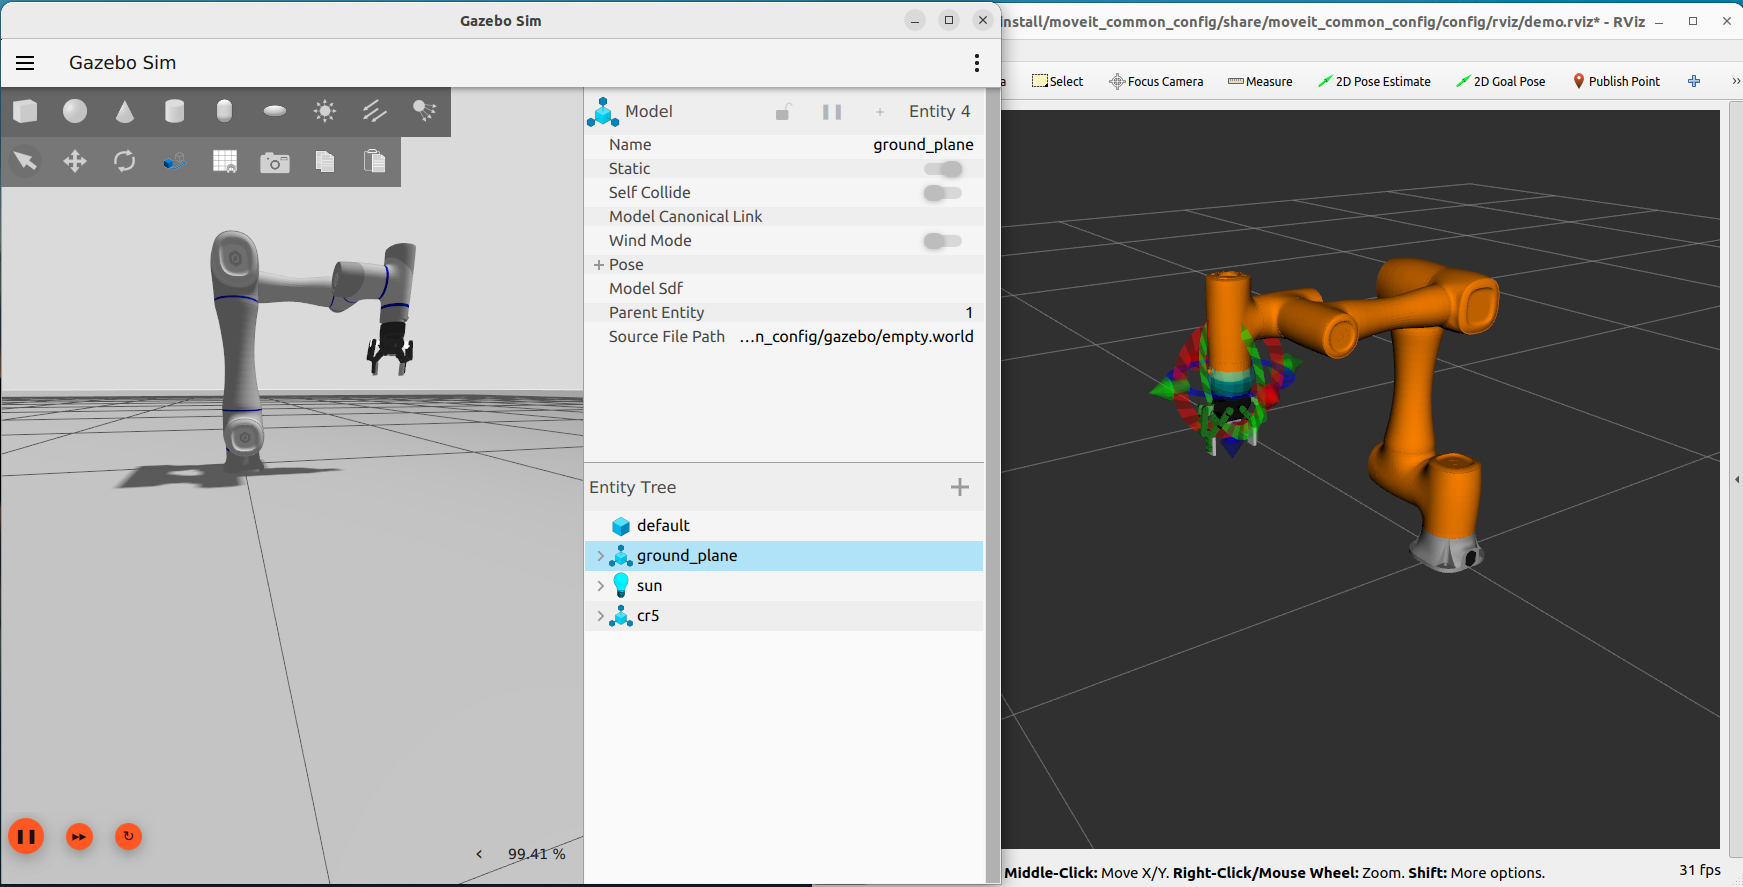 Gazebo Sim
Gazebo Sim
Model
Entity 4
Name
ground_plane
Static
Self Collide
Model Canonical Link
Wind Mode
Pose
Model Sdf
Parent Entity
1
Source File Path
...n_config/gazebo/empty.world
Entity Tree
default
ground_plane
sun
cr5
99.41 %
install/moveit_common_config/share/moveit_common_config/config/rviz/demo.rviz* - RViz
a
Select
Focus Camera
Measure
2D Pose Estimate
2D Goal Pose
Publish Point
Middle-Click: Move X/Y. Right-Click/Mouse Wheel: Zoom. Shift: More options.
31 fps